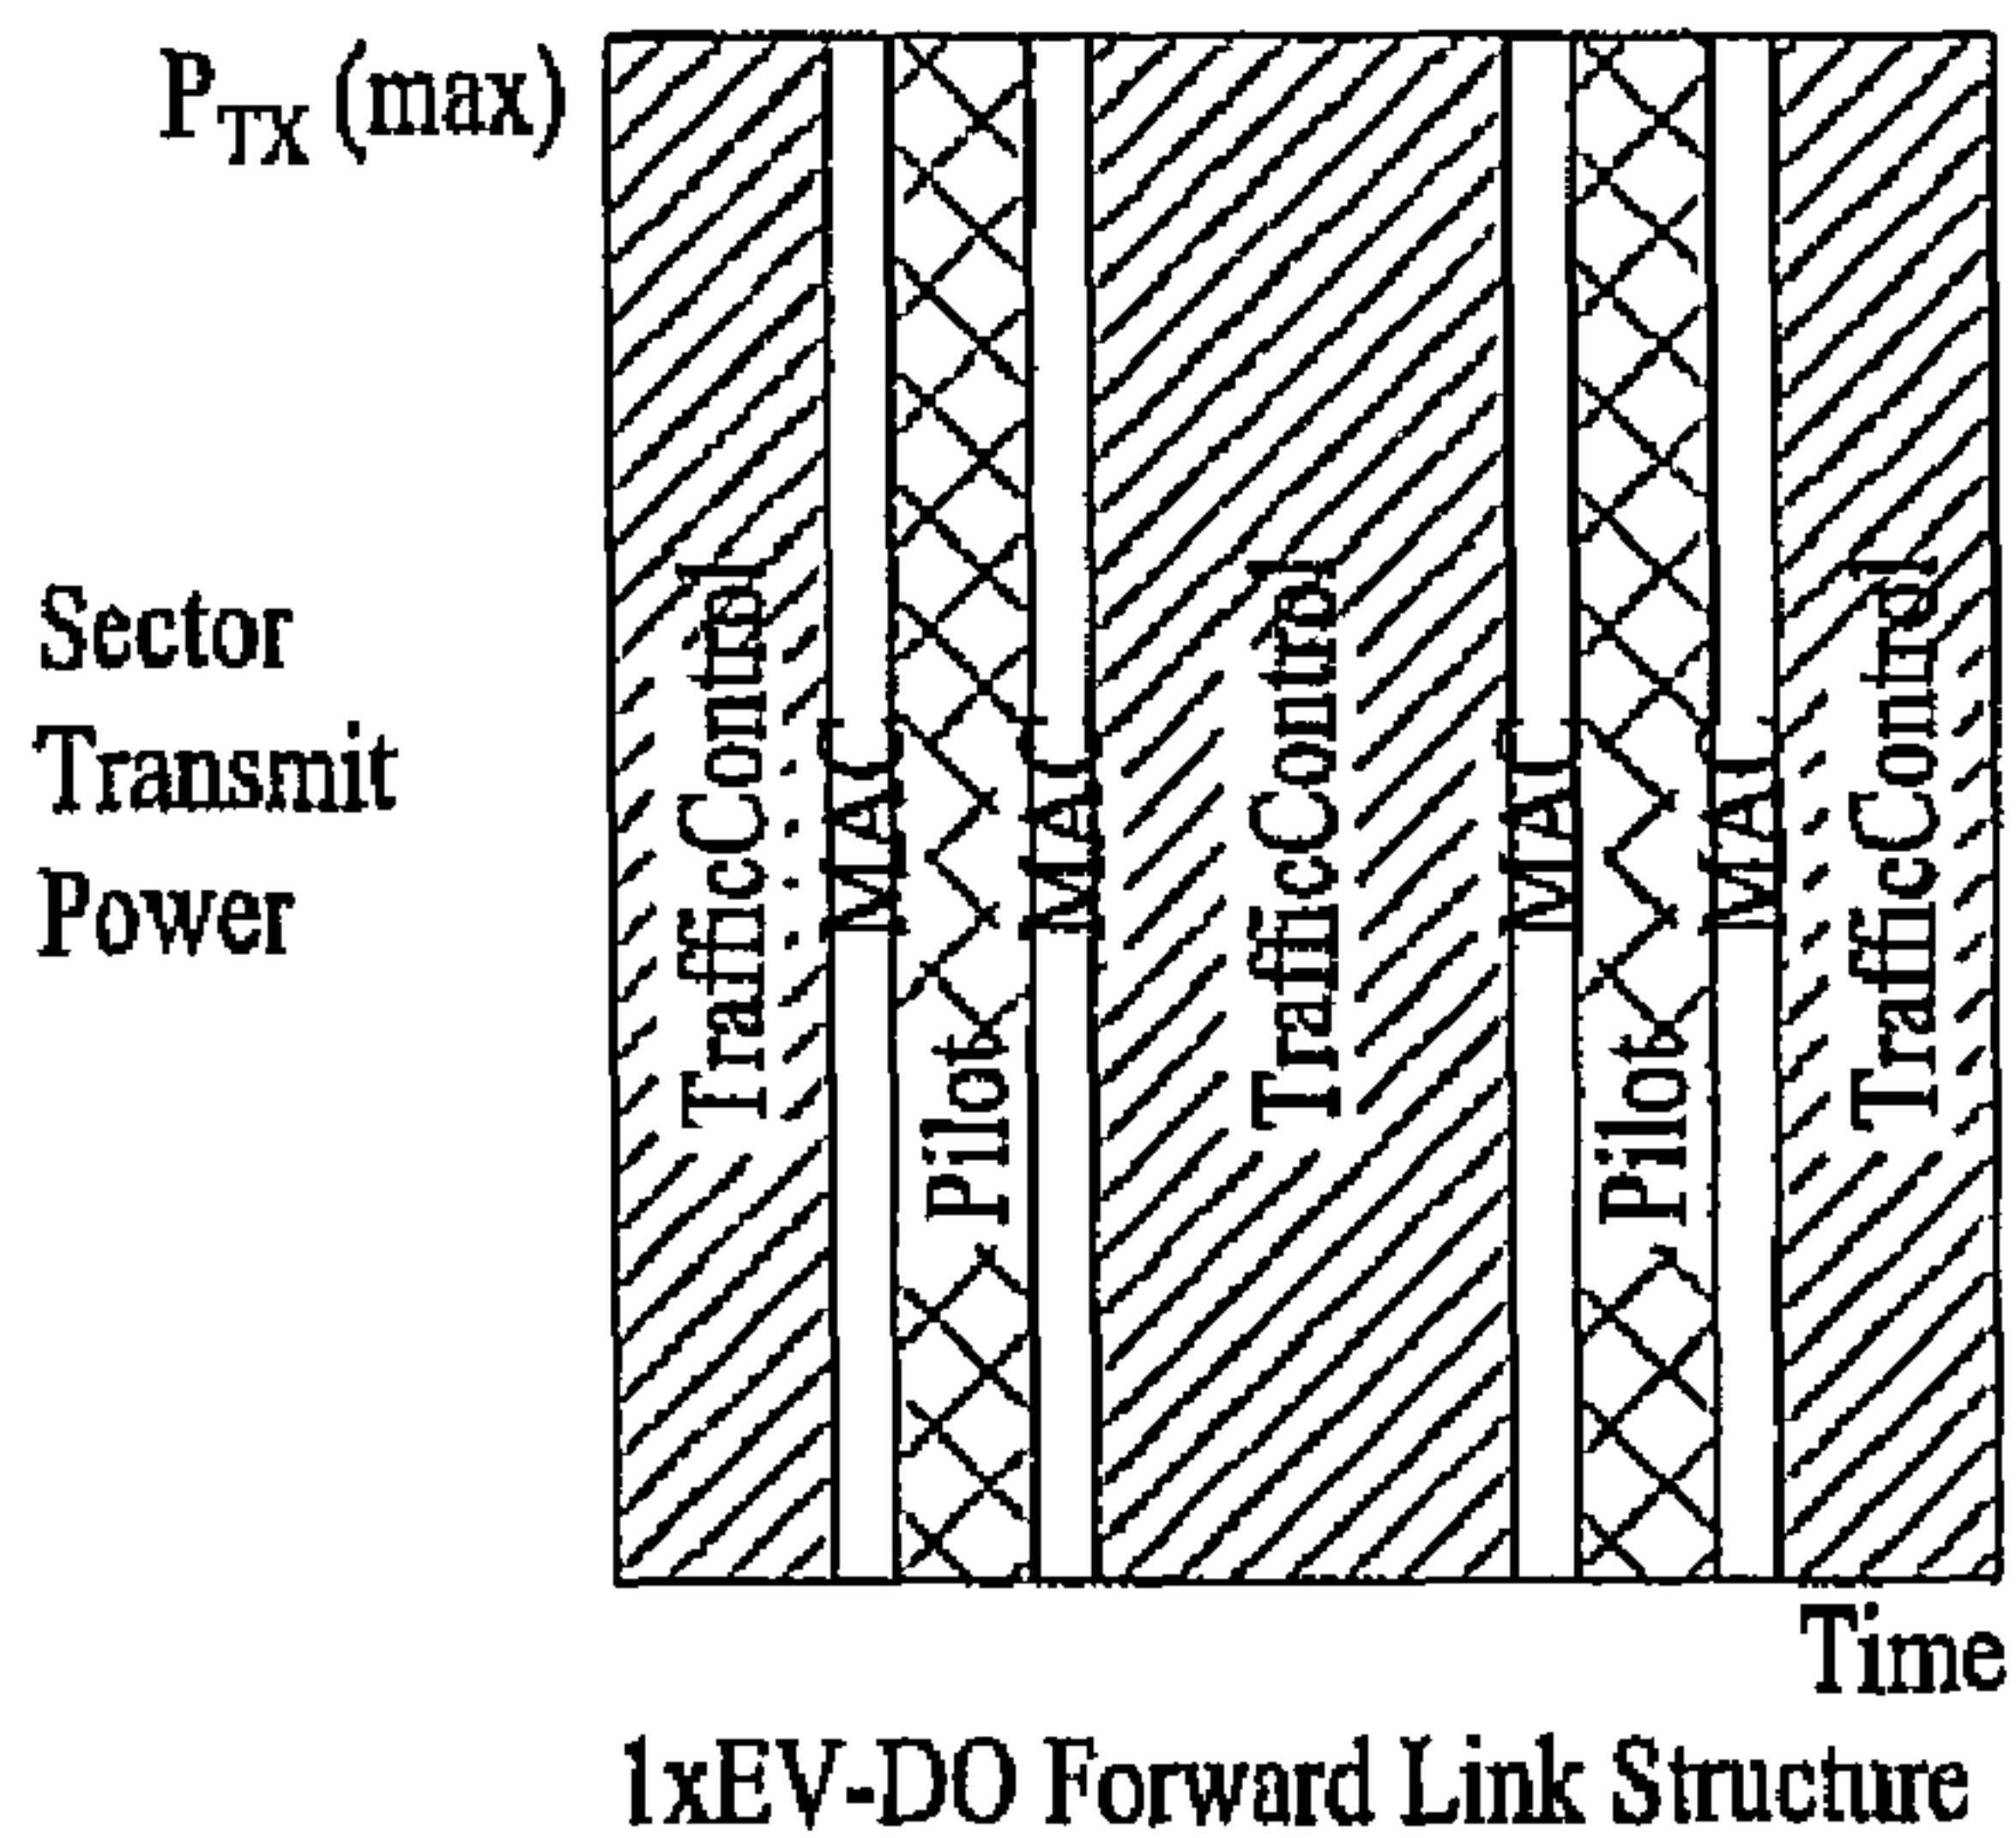 P_TX (max)
Sector
Transmit
Power
TrafficControl
MAC
Pilot
MAC
TrafficControl
MAC
Pilot
MAC
TrafficControl
Time
1xEV-DO Forward Link Structure